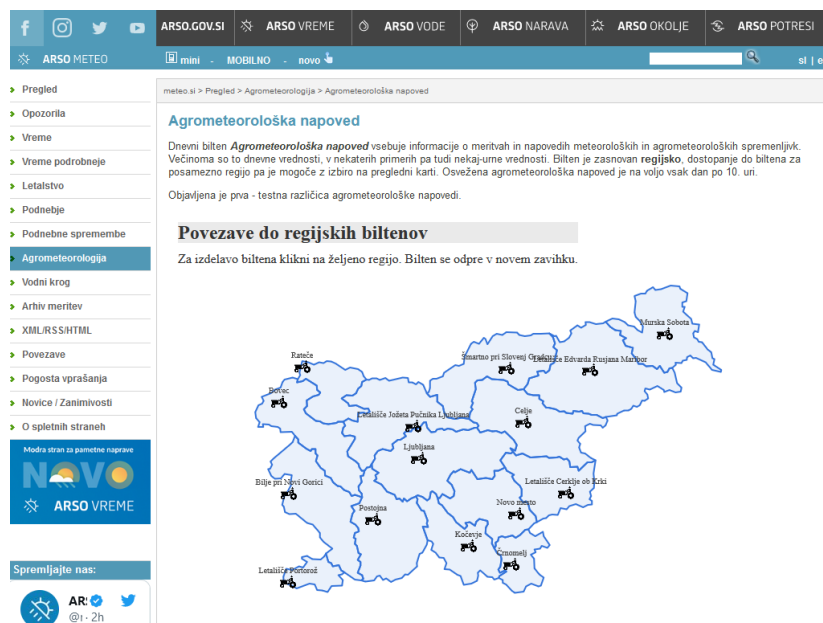 ARSO.GOV.SI
ARSO VREME
ARSO VODE
ARSO NARAVA
ARSO OKOLJE
ARSO POTRESI
ARSO METEO
mini - MOBILNO - novo
sl | e
Pregled
Opozorila
Vreme
Vreme podrobneje
Letalstvo
Podnebje
Podnebne spremembe
Agrometeorologija
Vodni krog
Arhiv meritev
XML/RSS/HTML
Povezave
Pogosta vprašanja
Novice / Zanimivosti
O spletnih straneh
Modra stran za pametne naprave
NOVO
ARSO VREME
Spremljajte nas:
AR:
· 2h
meteo.si > Pregled > Agrometeorologija > Agrometeorološka napoved
Agrometeorološka napoved
Dnevni bilten Agrometeorološka napoved vsebuje informacije o meritvah in napovedih meteoroloških in agrometeoroloških spremenljivk.
Večinoma so to dnevne vrednosti, v nekaterih primerih pa tudi nekaj-urne vrednosti. Bilten je zasnovan regijsko, dostopanje do biltena za
posamezno regijo pa je mogoče z izbiro na pregledni karti. Osvežena agrometeorološka napoved je na voljo vsak dan po 10. uri.
Objavljena je prva - testna različica agrometeorološke napovedi.
Povezave do regijskih biltenov
Za izdelavo biltena klikni na željeno regijo. Bilten se odpre v novem zavihku.
Murska Sobota
Rateče
Šmartno pri Slovenj Gradcu
Letališče Edvarda Rusjana Maribor
Bovec
Letališče Jožeta Pučnika Ljubljana
Celje
Ljubljana
Bilje pri Novi Gorici
Letališče Cerklje ob Krki
Novo mesto
Postojna
Kočevje
Črnomelj
Letališče Portorož